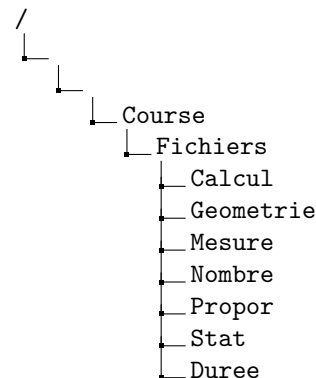 /
Course
Fichiers
Calcul
Geometrie
Mesure
Nombre
Propor
Stat
Duree